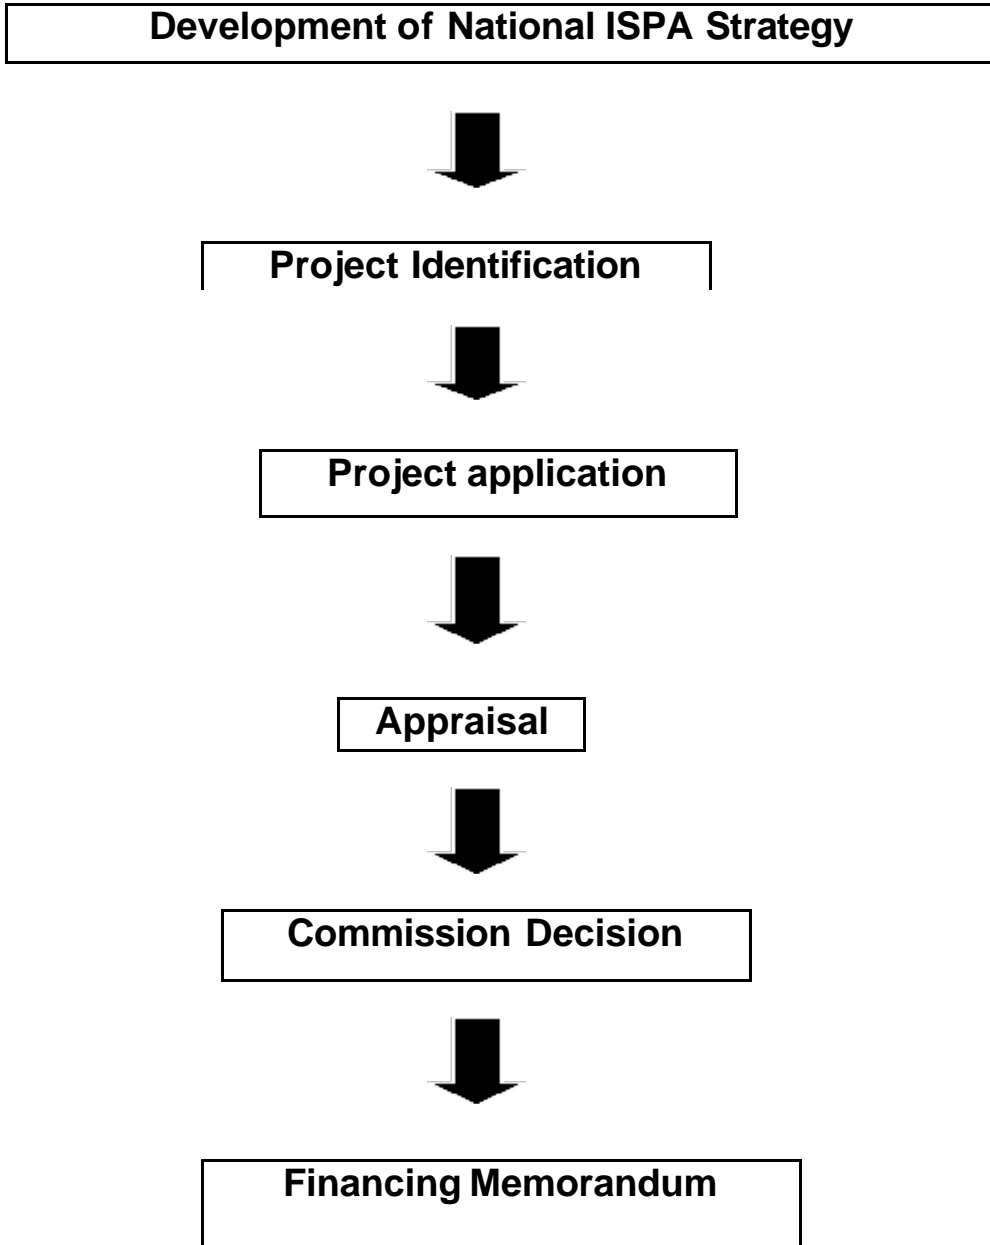 Development of National ISPA Strategy
Project Identification
Project application
Appraisal
Commission Decision
Financing Memorandum